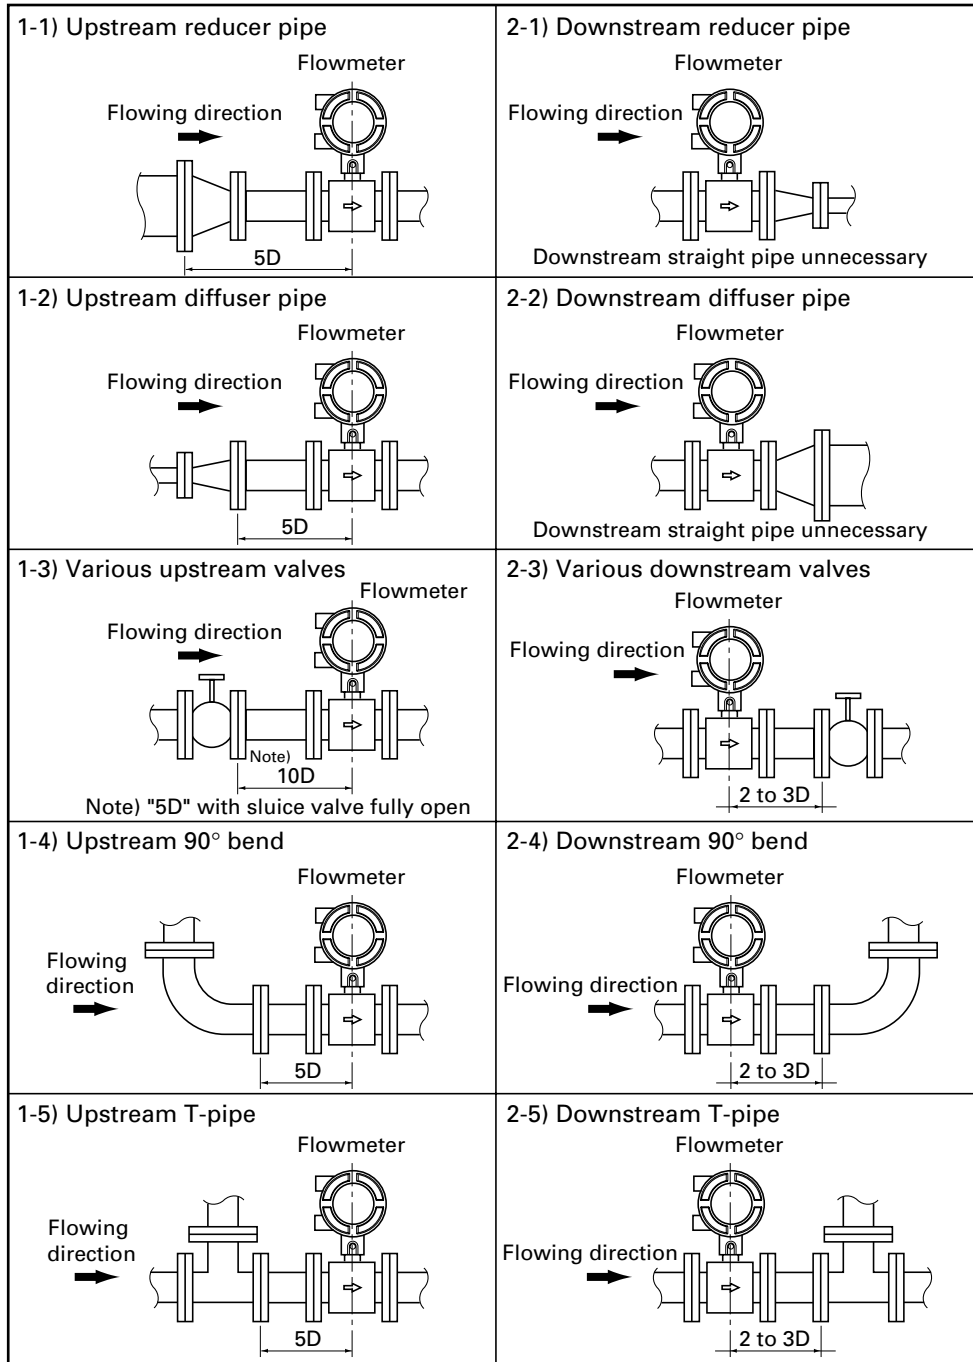 1-1) Upstream reducer pipe
Flowmeter
Flowing direction
5D
2-1) Downstream reducer pipe
Flowmeter
Flowing direction
Downstream straight pipe unnecessary
1-2) Upstream diffuser pipe
Flowmeter
Flowing direction
5D
2-2) Downstream diffuser pipe
Flowmeter
Flowing direction
Downstream straight pipe unnecessary
1-3) Various upstream valves
Flowmeter
Flowing direction
Note)
10D
Note) "5D" with sluice valve fully open
2-3) Various downstream valves
Flowmeter
Flowing direction
2 to 3D
1-4) Upstream 90° bend
Flowmeter
Flowing
direction
5D
2-4) Downstream 90° bend
Flowmeter
Flowing direction
2 to 3D
1-5) Upstream T-pipe
Flowmeter
Flowing
direction
5D
2-5) Downstream T-pipe
Flowmeter
Flowing direction
2 to 3D